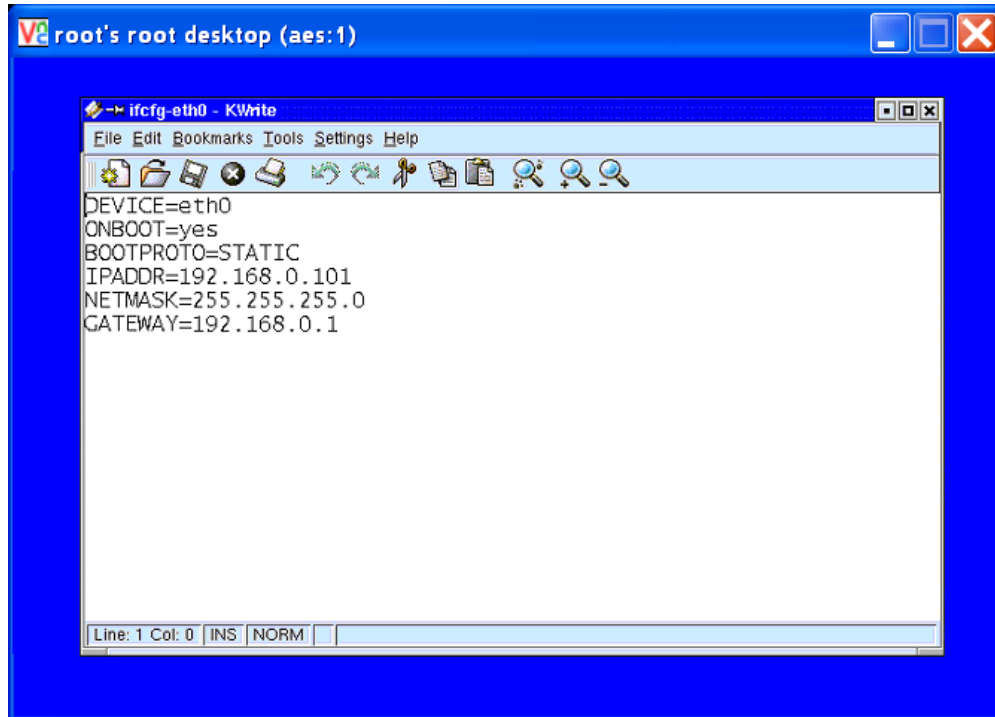 VNC root's root desktop (aes:1)
ifcfg-eth0 - KWrite
File Edit Bookmarks Tools Settings Help
DEVICE=eth0
ONBOOT=yes
BOOTPROTO=STATIC
IPADDR=192.168.0.101
NETMASK=255.255.255.0
GATEWAY=192.168.0.1
Line: 1 Col: 0 INS NORM